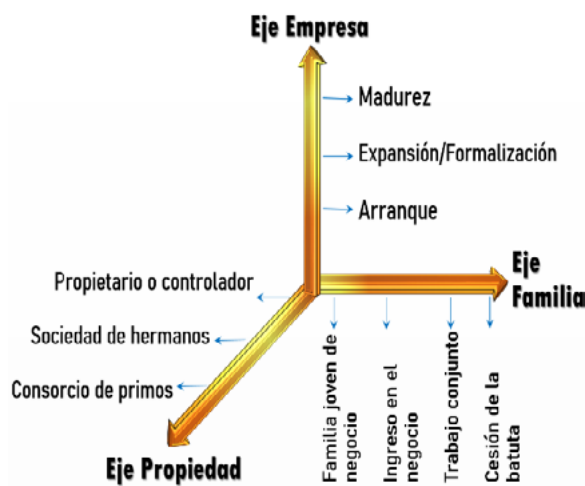 Eje Empresa
Madurez
Expansión/Formalización
Arranque
Eje
Familia
Propietario o controlador
Sociedad de hermanos
Consorcio de primos
Eje Propiedad
Familia joven de
negocio
Ingreso en el
negocio
Trabajo conjunto
Cesión de la
batuta